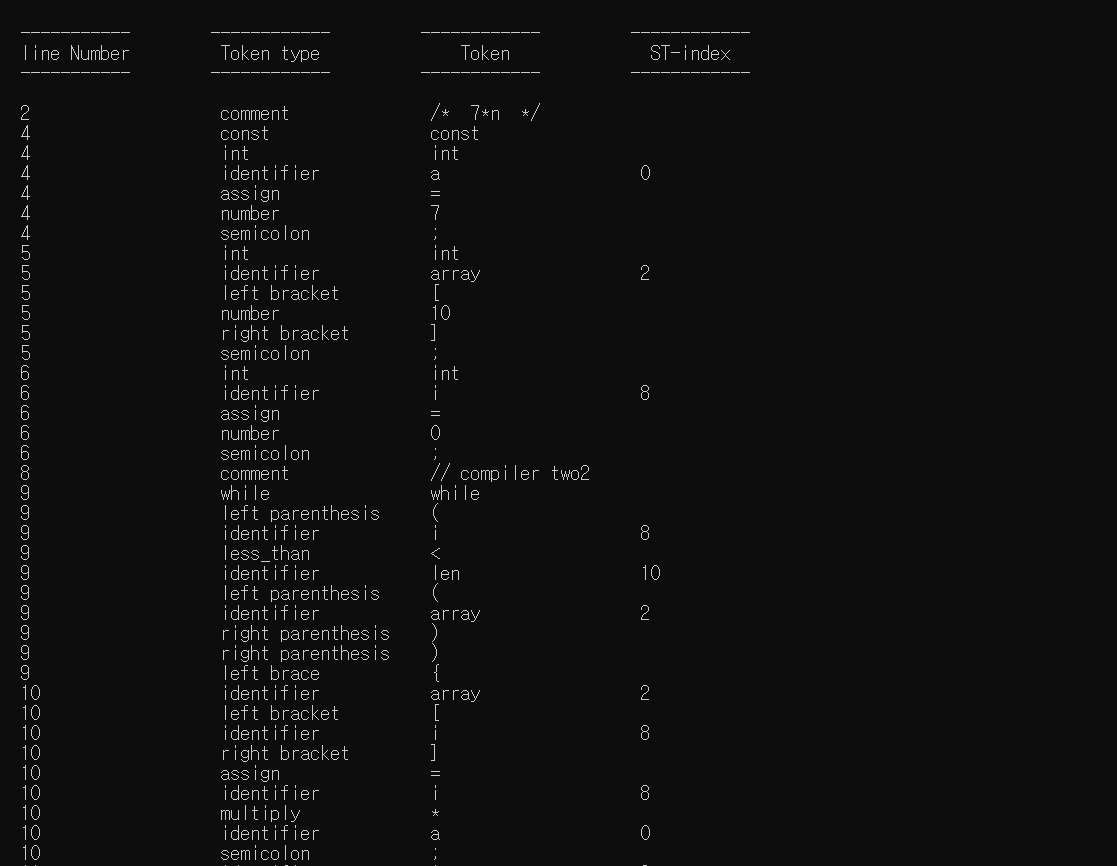 ----------- ------------ ------------ ------------
line Number Token type Token ST-index
----------- ------------ ------------ ------------
2 comment /*  7*n  */
4 const const
4 int int
4 identifier a 0
4 assign =
4 number 7
4 semicolon ;
5 int int
5 identifier array 2
5 left bracket [
5 number 10
5 right bracket ]
5 semicolon ;
6 int int
6 identifier i 8
6 assign =
6 number 0
6 semicolon ;
8 comment // compiler two2
9 while while
9 left parenthesis (
9 identifier i 8
9 less_than <
9 identifier len 10
9 left parenthesis (
9 identifier array 2
9 right parenthesis )
9 right parenthesis )
9 left brace {
10 identifier array 2
10 left bracket [
10 identifier i 8
10 right bracket ]
10 assign =
10 identifier i 8
10 multiply *
10 identifier a 0
10 semicolon ;